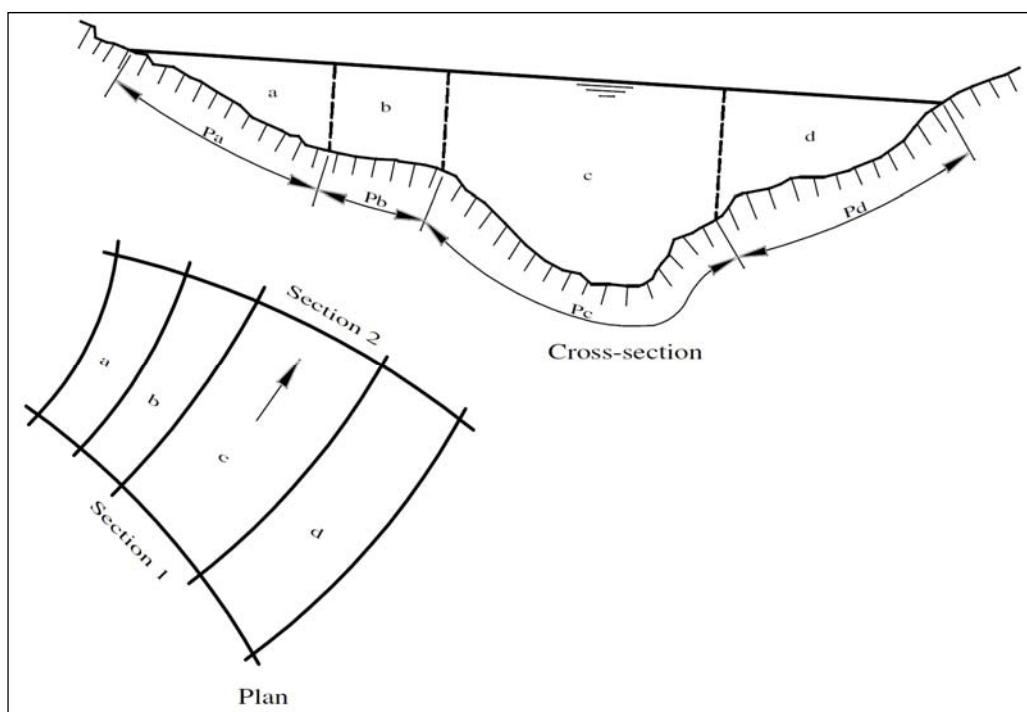 a
b
c
d
Pa
Pb
Pc
Pd
Cross-section
Section 2
a
b
c
d
Section 1
Plan